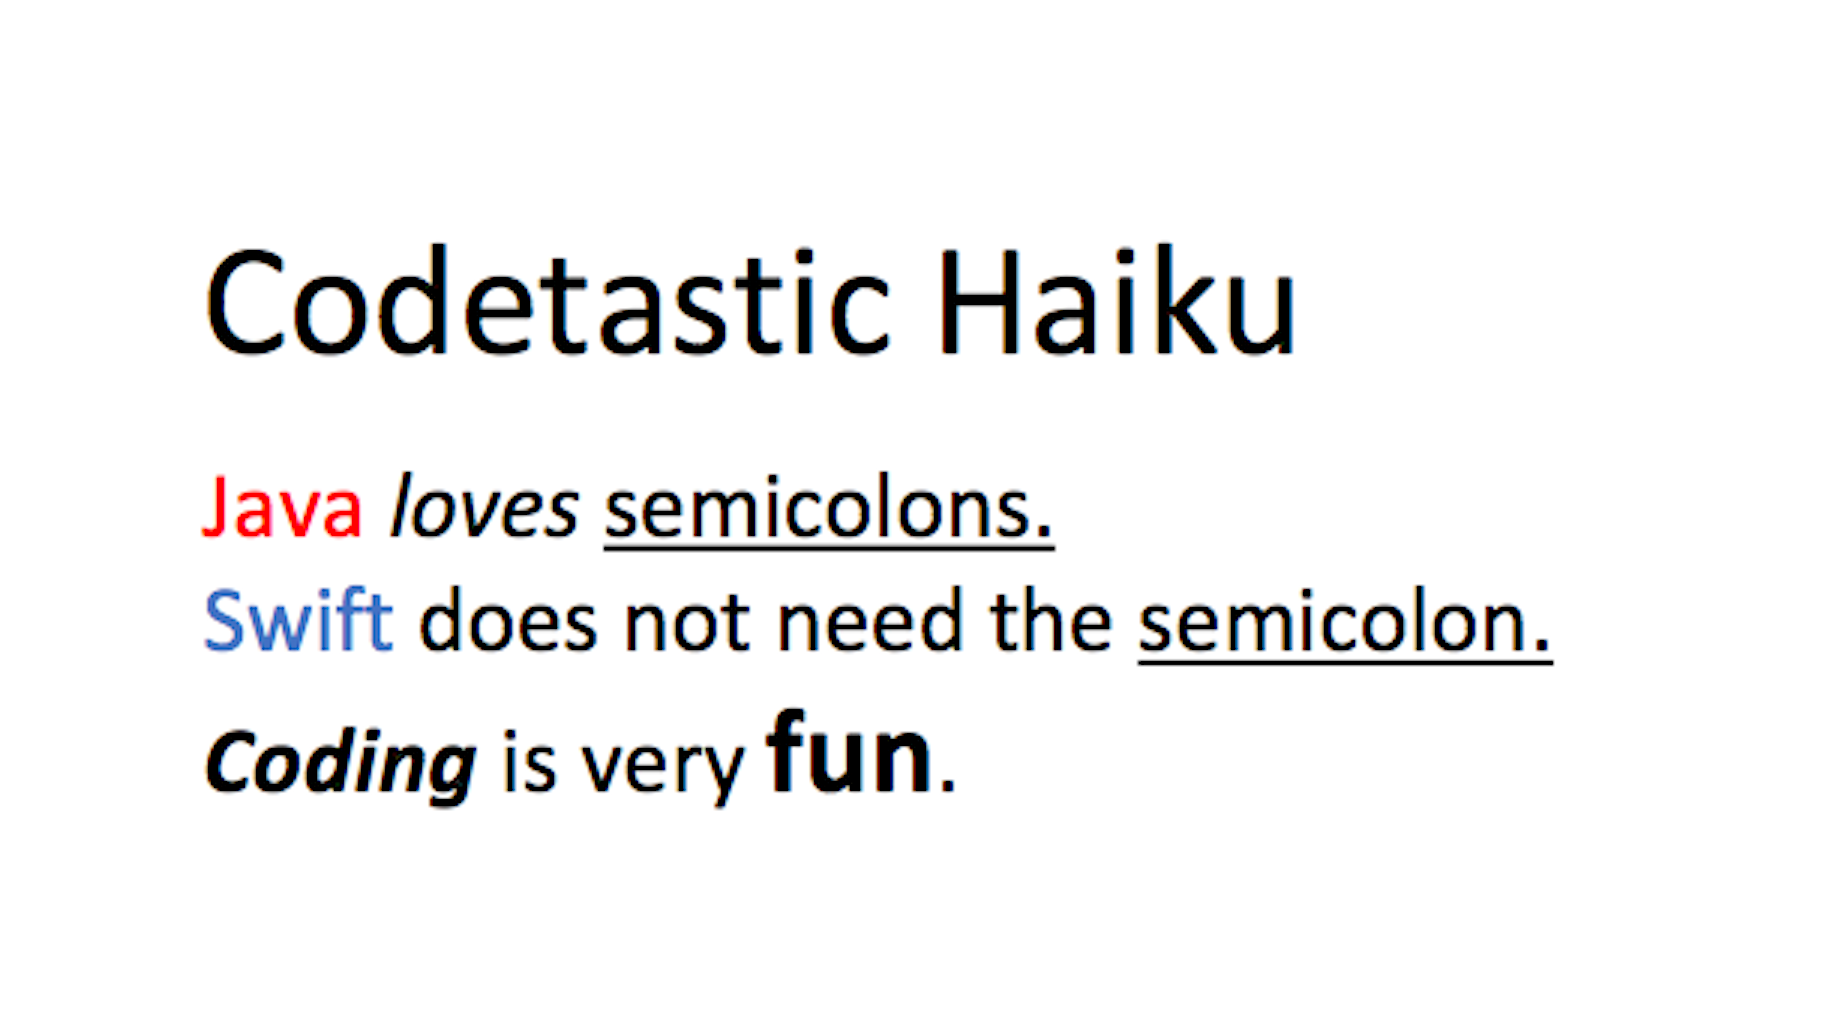 Codetastic Haiku
Java loves semicolons.
Swift does not need the semicolon.
Coding is very fun.